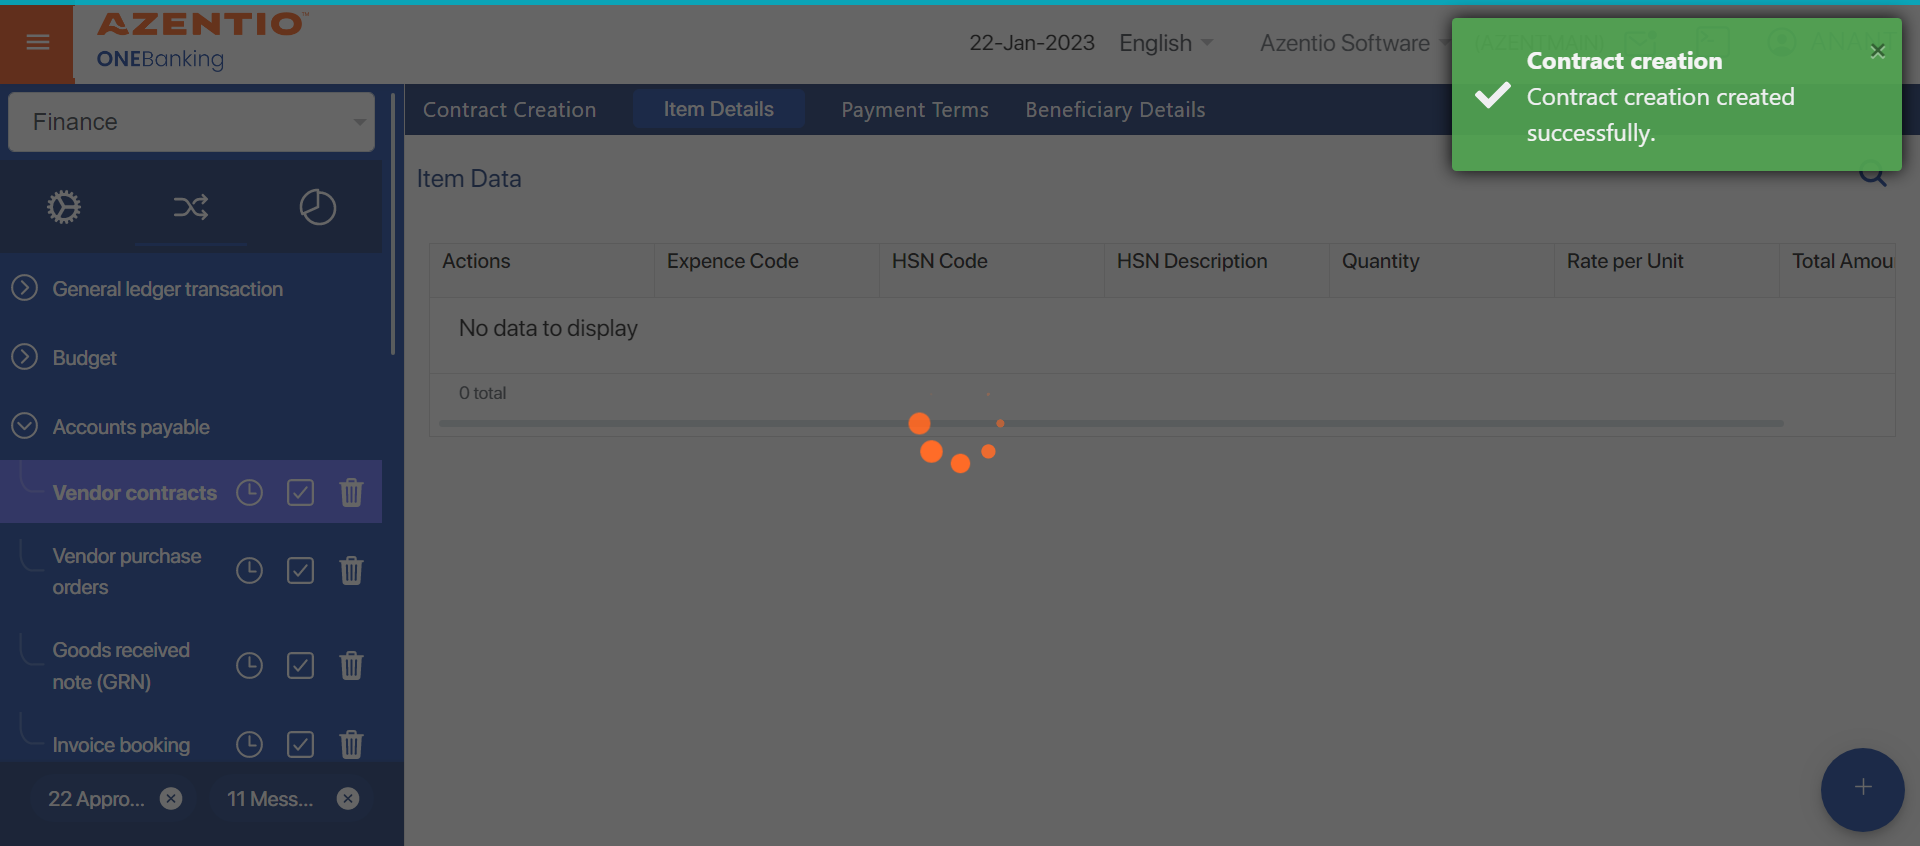 AZENTIO™
ONEBanking
22-Jan-2023
English
Azentio Software
(AZENTMAIN)
Contract creation
Contract creation created
successfully.
×
Finance
Contract Creation
Item Details
Payment Terms
Beneficiary Details
Item Data
General ledger transaction
Budget
Accounts payable
Vendor contracts
Vendor purchase
orders
Goods received
note (GRN)
Invoice booking
22 Appro...
11 Mess...
Actions
Expence Code
HSN Code
HSN Description
Quantity
Rate per Unit
Total Amou
No data to display
0 total
+